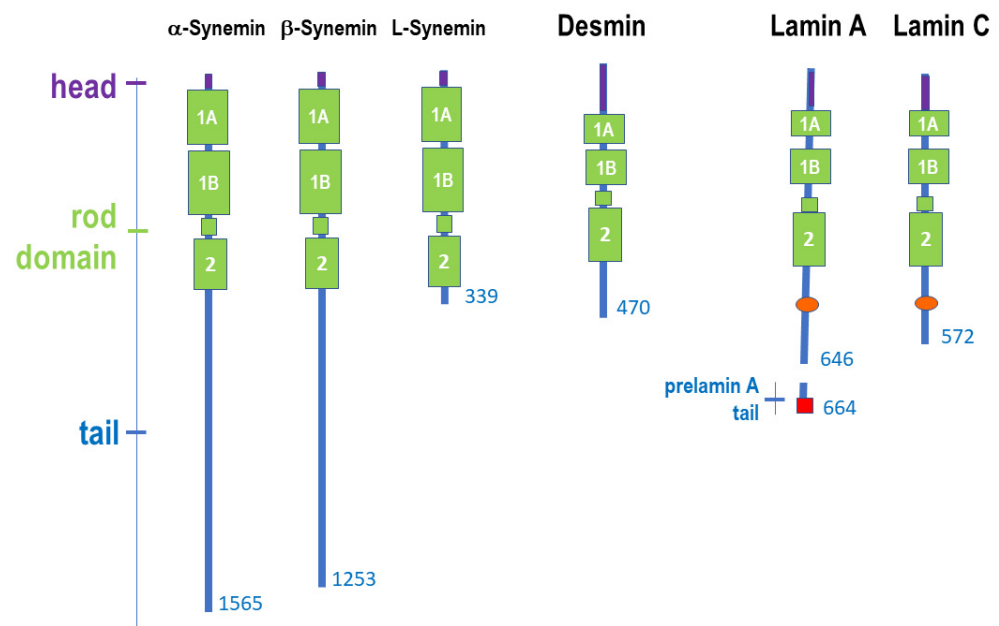 α-Synemin β-Synemin L-Synemin Desmin Lamin A Lamin C
head
1A 1A 1A 1A 1A 1A
1B 1B 1B 1B 1B 1B
rod
domain
2 2 2 2 2 2
339 470 572
646
prelamin A
tail
664
tail
1253
1565